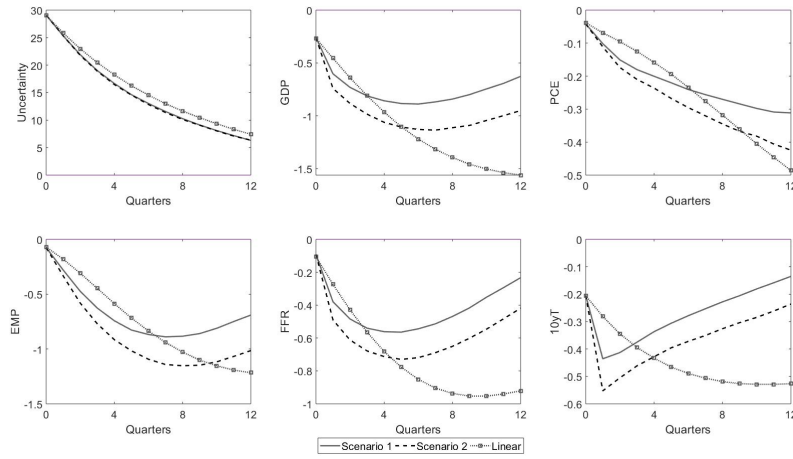 30
25
20
15
10
5
0
Uncertainty
0 4 8 12
Quarters
-0
-0.5
-1
-1.5
GDP
0 4 8 12
Quarters
-0
-0.1
-0.2
-0.3
-0.4
-0.5
PCE
0 4 8 12
Quarters
0
-0.5
-1
-1.5
EMP
0 4 8 12
Quarters
0
-0.2
-0.4
-0.6
-0.8
-1
FFR
0 4 8 12
Quarters
-0.1
-0.2
-0.3
-0.4
-0.5
-0.6
0
10yT
0 4 8 12
Quarters
Scenario 1 Scenario 2 Linear